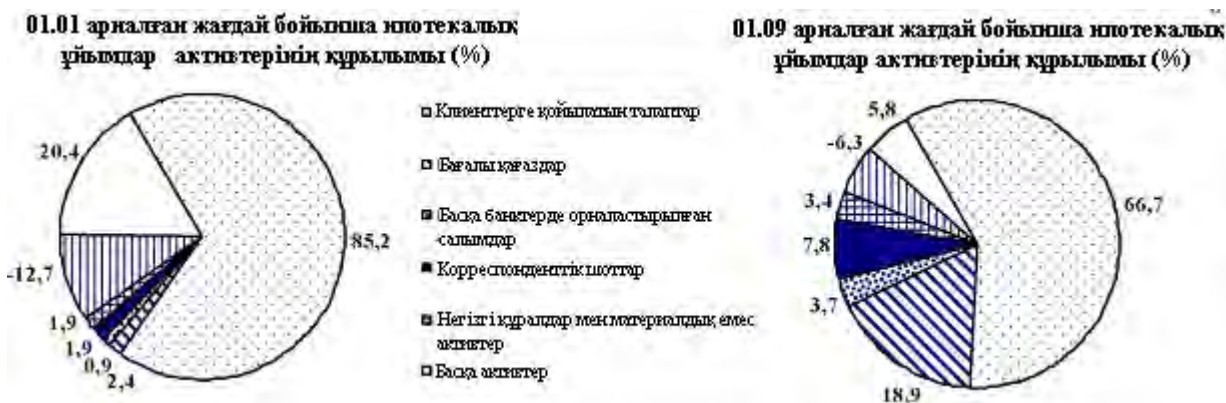 01.01 арналған жағдай бойынша ипотекалық
ұйымдар активтерінің құрылымы (%)
20,4
85,2
-12,7
1,9
1,9
0,9
2,4
Клиенттерге қойылатын талаптар
Бағалы қағаздар
Басқа банктерде орналастырылған
салымдар
Корреспонденттік шоттар
Негізгі құралдар мен материалдық емес
активтер
Басқа активтер
01.09 арналған жағдай бойынша ипотекалық
ұйымдар активтерінің құрылымы (%)
5,8
-6,3
3,4
66,7
7,8
3,7
18,9